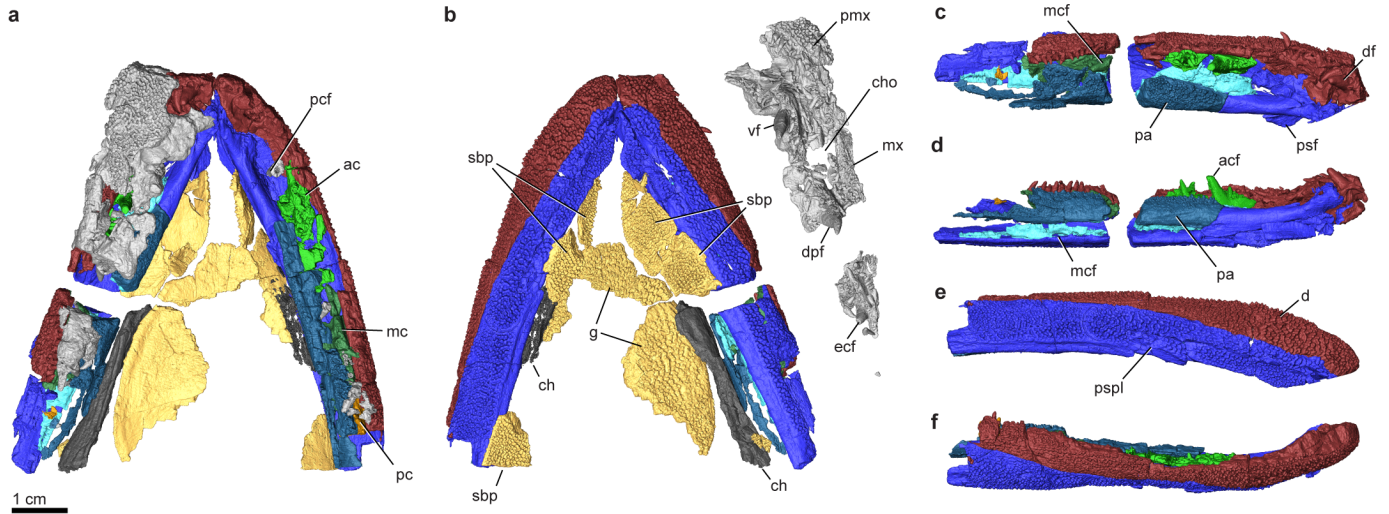 a
pcf
ac
mc
pc
1 cm
b
pmx
cho
vf
mx
sbp
sbp
dpf
g
ecf
ch
ch
sbp
c
mcf
df
pa
psf
d
acf
mcf
pa
e
d
pspl
f